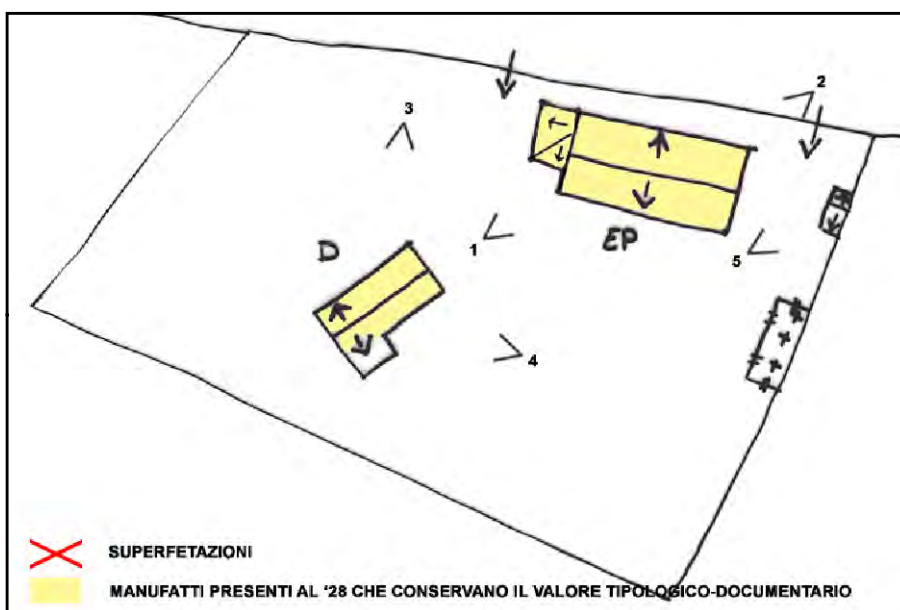 3
2
1
D
EP
5
4
SUPERFETAZIONI
MANUFATTI PRESENTI AL '28 CHE CONSERVANO IL VALORE TIPOLOGICO-DOCUMENTARIO